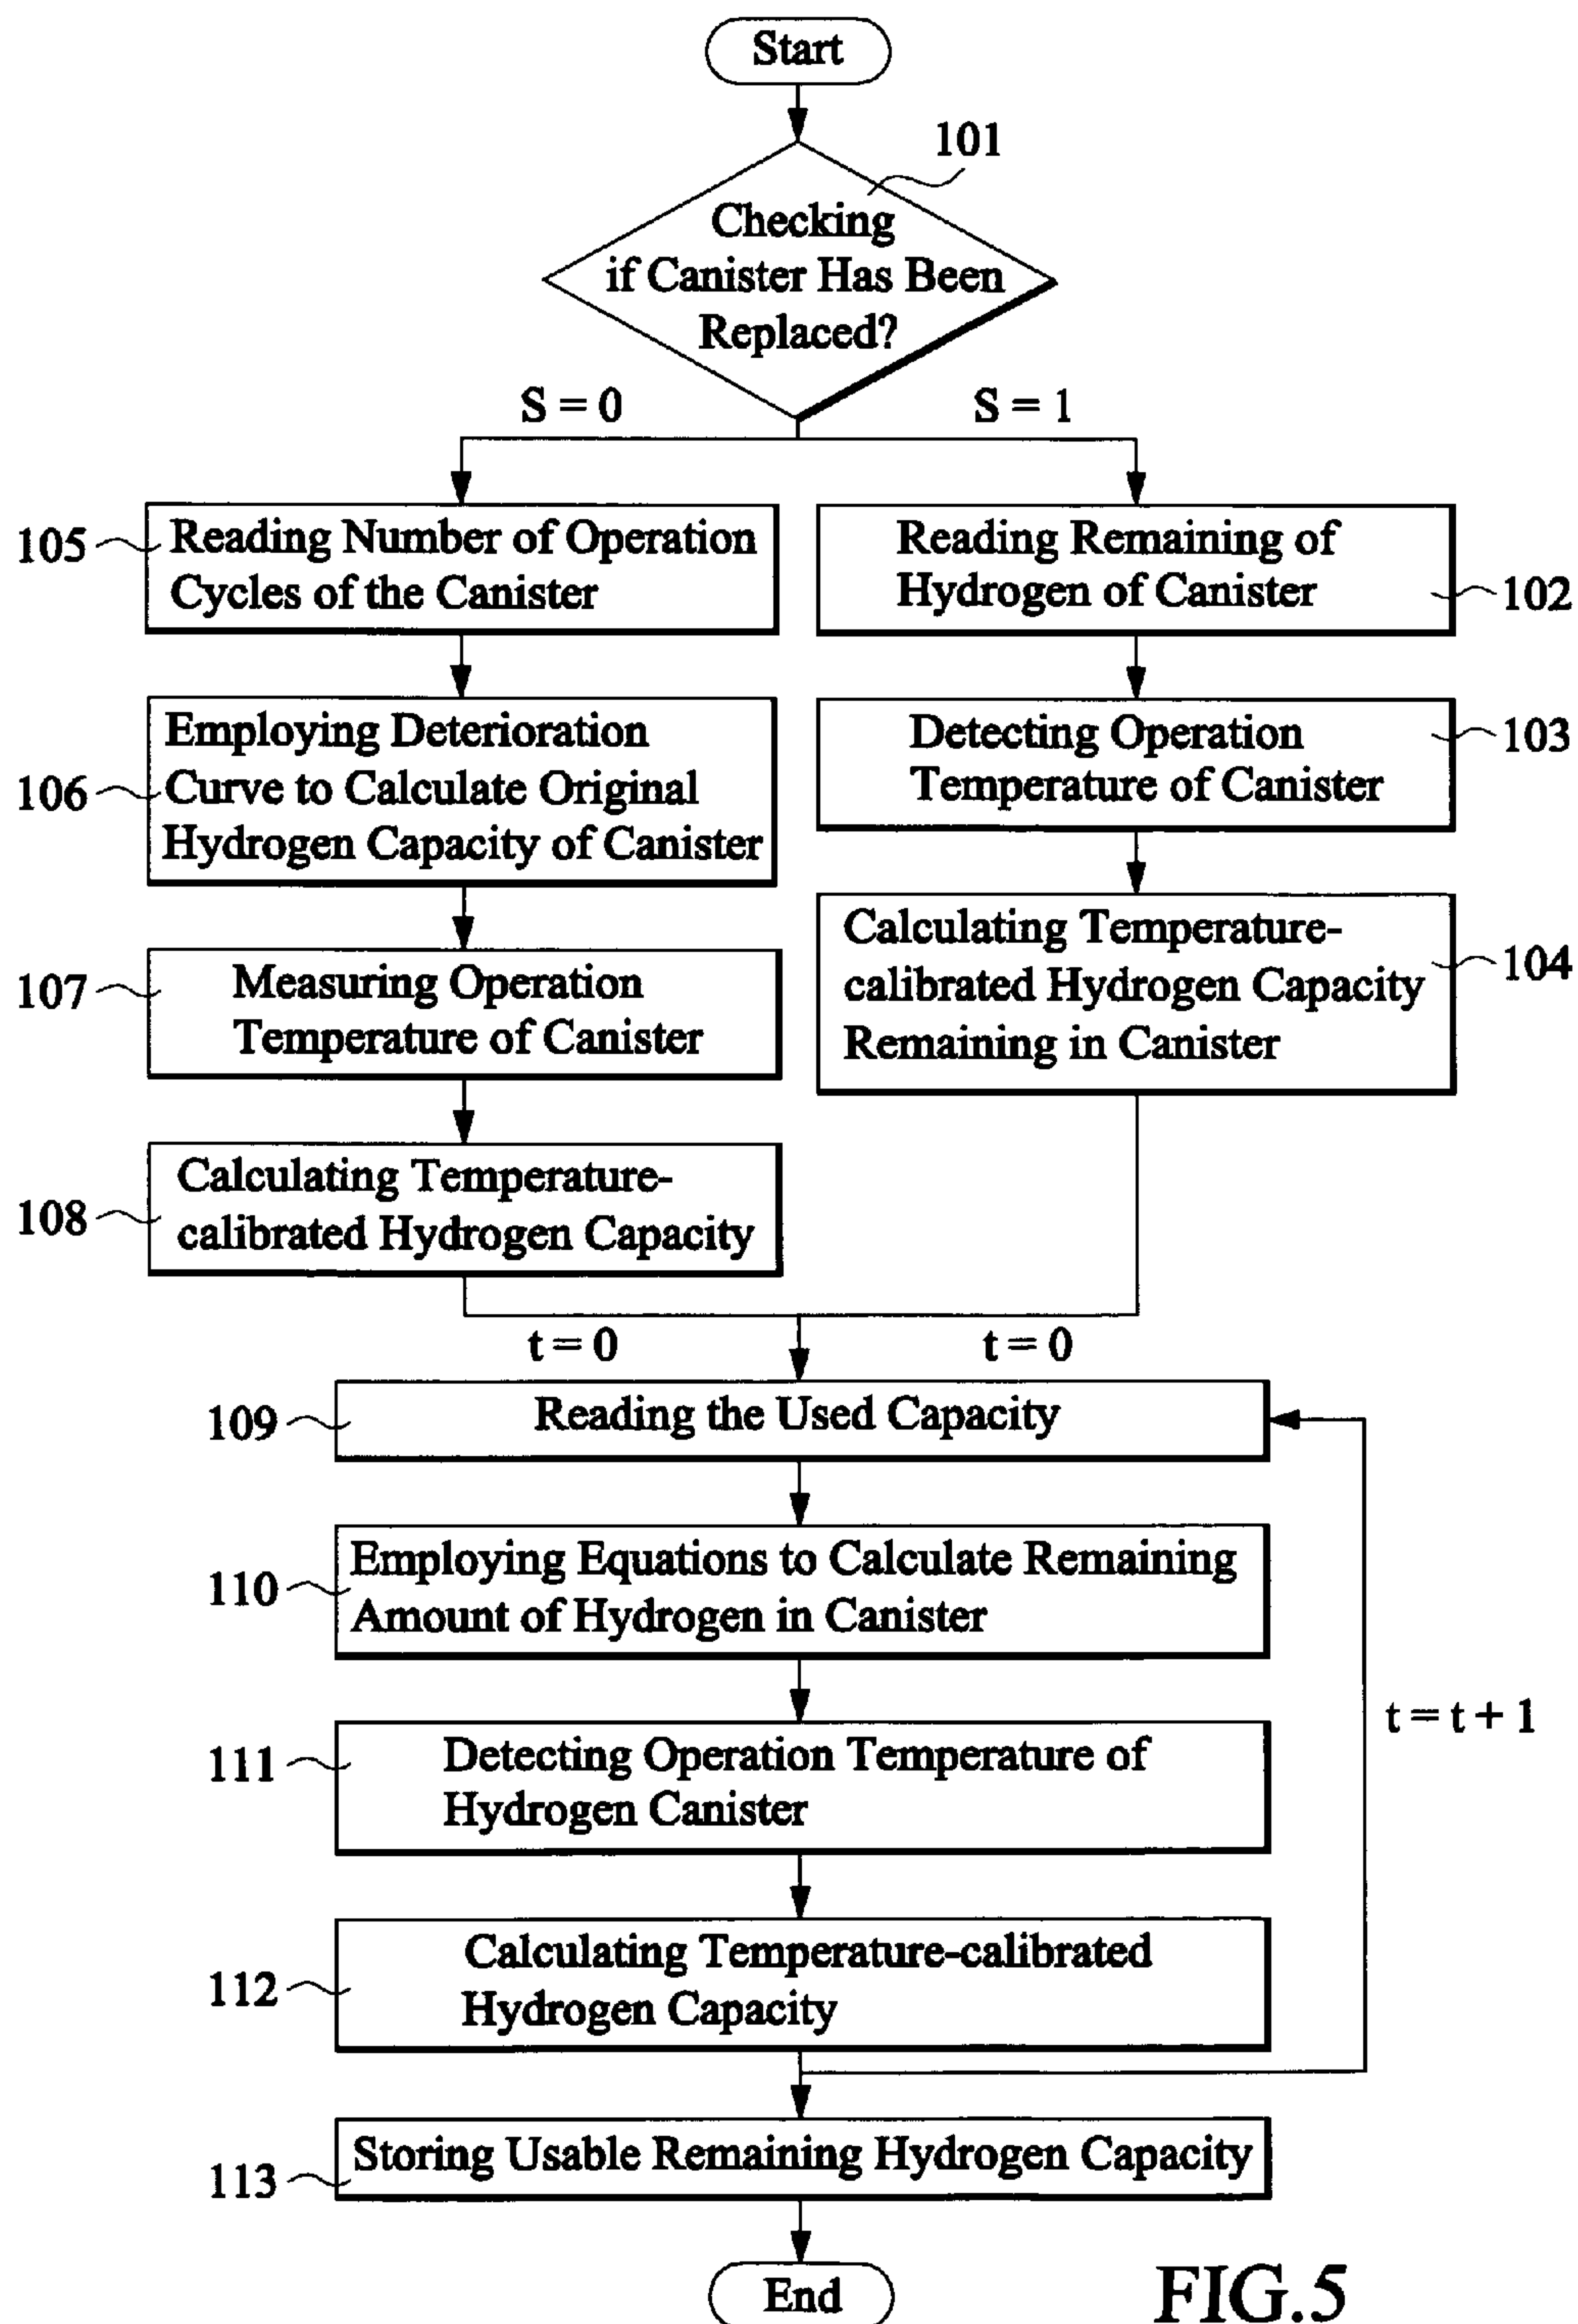 Start
101
Checking
if Canister Has Been
Replaced?
S = 0
S = 1
105
Reading Number of Operation
Cycles of the Canister
Reading Remaining of
Hydrogen of Canister
102
106
Employing Deterioration
Curve to Calculate Original
Hydrogen Capacity of Canister
Detecting Operation
Temperature of Canister
103
107
Measuring Operation
Temperature of Canister
Calculating Temperature-
calibrated Hydrogen Capacity
Remaining in Canister
104
108
Calculating Temperature-
calibrated Hydrogen Capacity
t = 0
t = 0
109
Reading the Used Capacity
110
Employing Equations to Calculate Remaining
Amount of Hydrogen in Canister
t = t + 1
111
Detecting Operation Temperature of
Hydrogen Canister
112
Calculating Temperature-calibrated
Hydrogen Capacity
113
Storing Usable Remaining Hydrogen Capacity
End
FIG.5